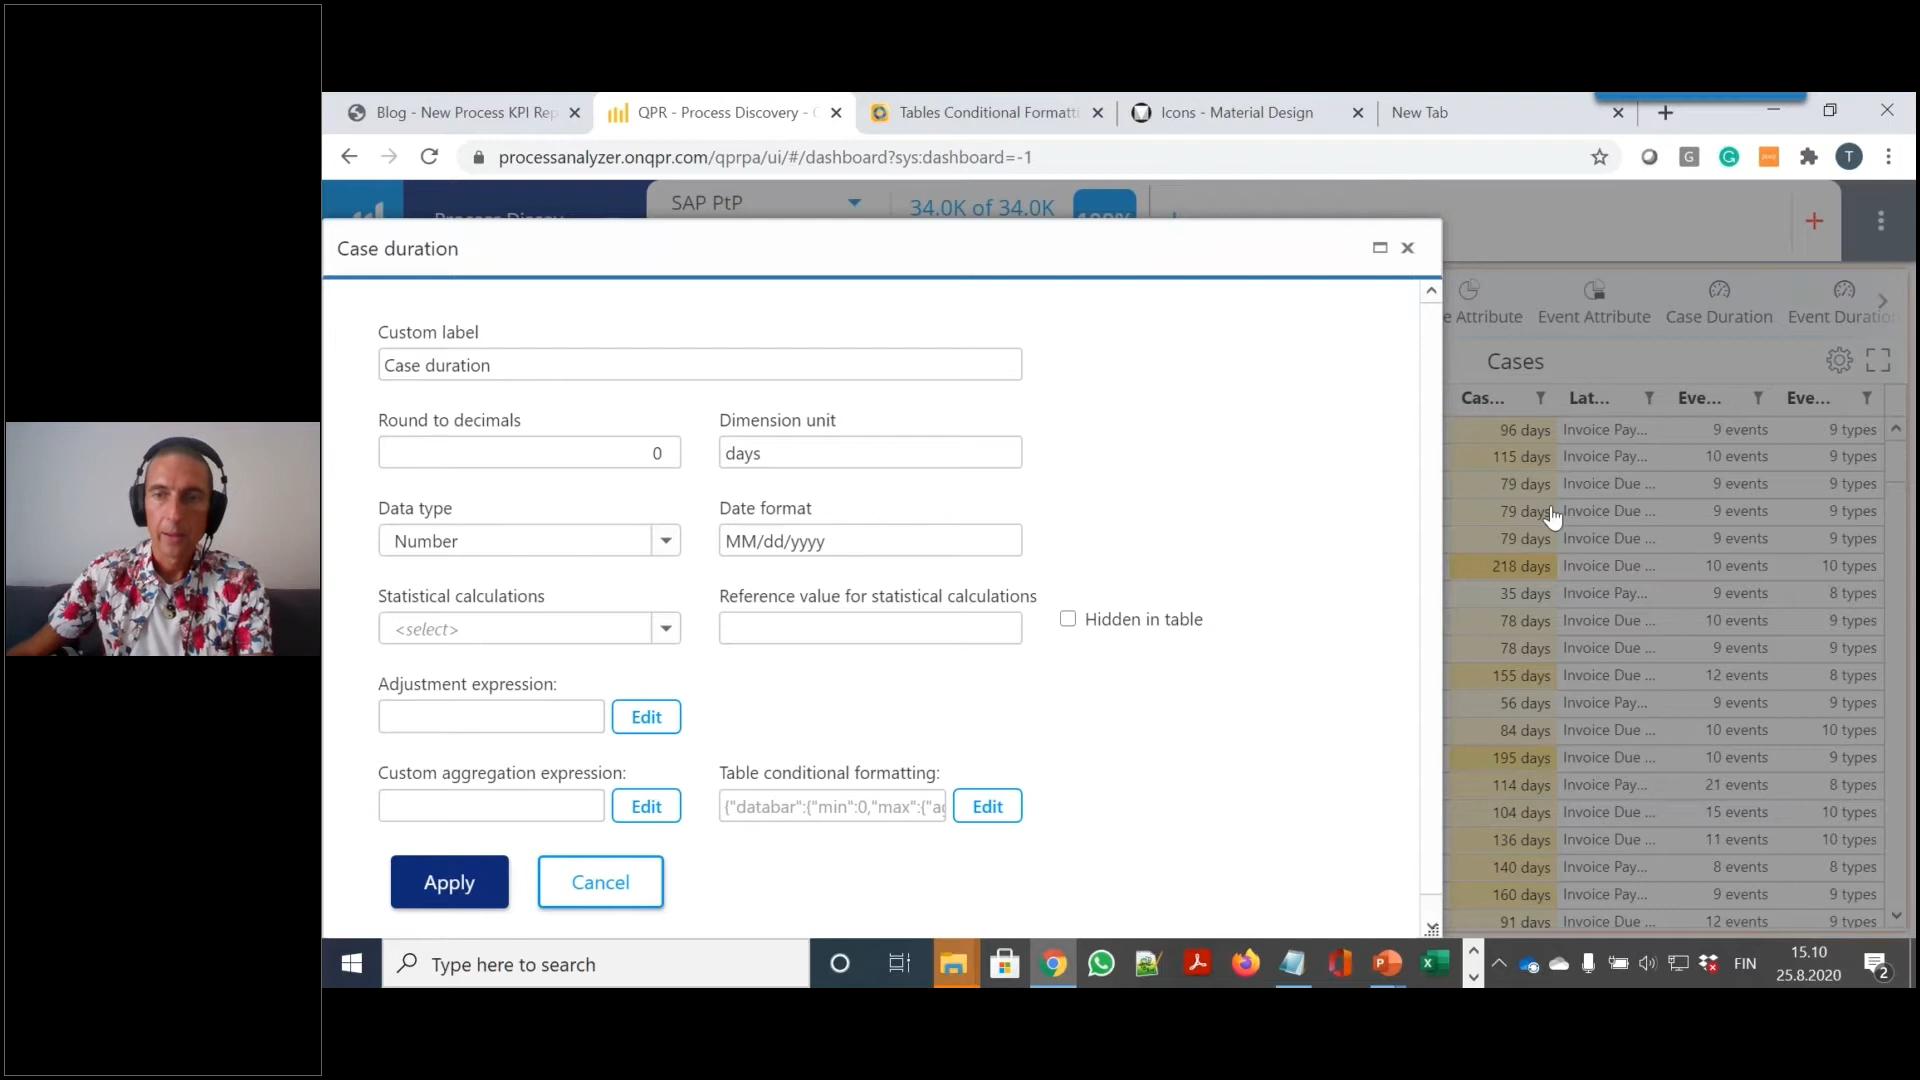 Blog - New Process KPI Rep
QPR - Process Discovery -
Tables Conditional Formatti
Icons - Material Design
New Tab
processanalyzer.onqpr.com/qprpa/ui/#/dashboard?sys:dashboard=-1
G
T
SAP PtP
34.0K of 34.0K
Case duration
Custom label
Case duration
Round to decimals
Dimension unit
0
days
Data type
Date format
Number
MM/dd/yyyy
Statistical calculations
Reference value for statistical calculations
<select>
Hidden in table
Adjustment expression:
Edit
Custom aggregation expression:
Table conditional formatting:
Edit
{"databar":{"min":0,"max":{"ag
Edit
Apply
Cancel
e Attribute
Event Attribute
Case Duration
Event Duration
Cases
Cas... Lat... Eve... Eve...
96 days Invoice Pay... 9 events 9 types
115 days Invoice Pay... 10 events 9 types
79 days Invoice Due ... 9 events 9 types
79 days Invoice Due ... 9 events 9 types
79 days Invoice Due ... 9 events 9 types
218 days Invoice Due ... 10 events 10 types
35 days Invoice Pay... 9 events 8 types
78 days Invoice Due ... 10 events 9 types
78 days Invoice Due ... 9 events 9 types
155 days Invoice Due ... 12 events 8 types
56 days Invoice Pay... 9 events 9 types
84 days Invoice Due ... 10 events 10 types
195 days Invoice Due ... 10 events 9 types
114 days Invoice Pay... 21 events 8 types
104 days Invoice Due ... 15 events 10 types
136 days Invoice Due ... 11 events 10 types
140 days Invoice Pay... 8 events 8 types
160 days Invoice Pay... 9 events 9 types
91 days Invoice Due ... 12 events 9 types
Type here to search
FIN
15.10
25.8.2020
2